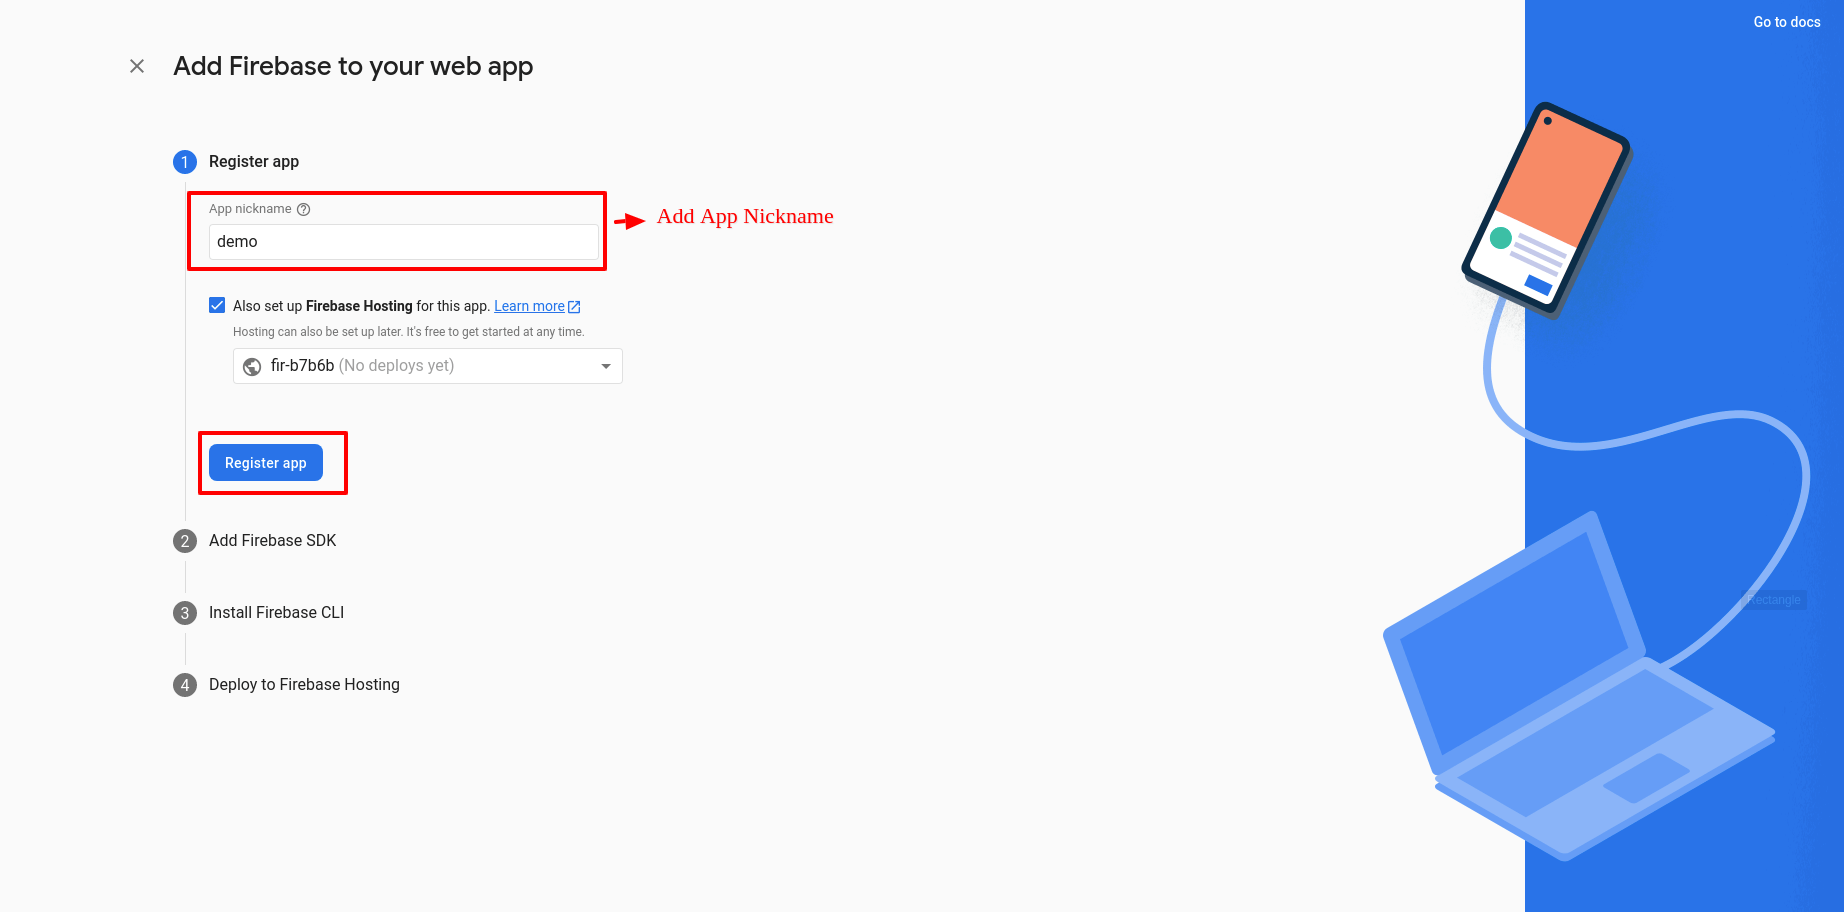 Go to docs
Add Firebase to your web app
1 Register app
App nickname
Add App Nickname
demo
Also set up Firebase Hosting for this app. Learn more
Hosting can also be set up later. It's free to get started at any time.
fir-b7b6b (No deploys yet)
Register app
2 Add Firebase SDK
Rectangle
3 Install Firebase CLI
4 Deploy to Firebase Hosting